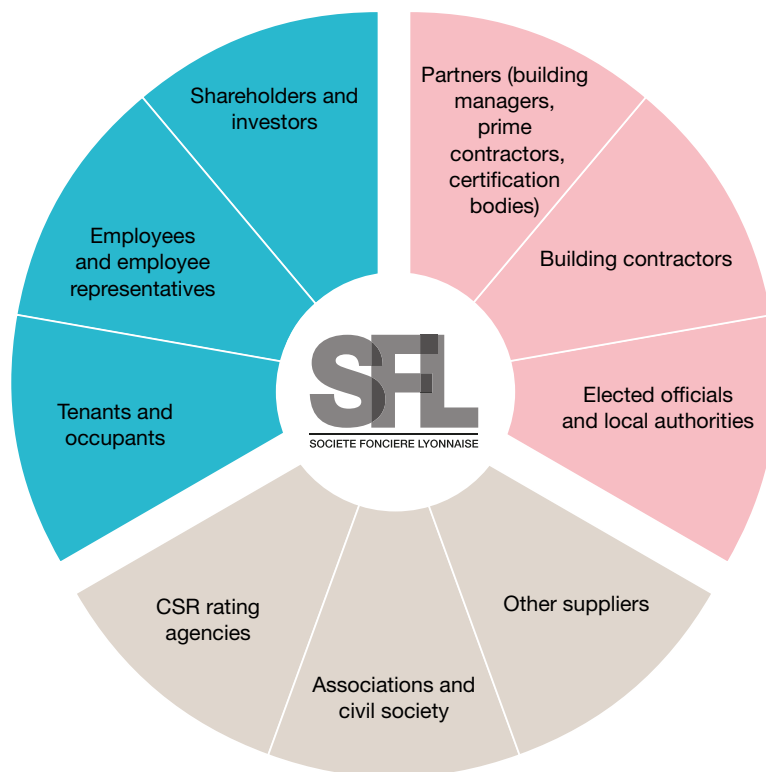 Shareholders and
investors
Partners (building
managers,
prime
contractors,
certification
bodies)
Employees
and employee
representatives
Building contractors
Tenants and
occupants
SFL
SOCIETE FONCIERE LYONNAISE
Elected officials
and local authorities
CSR rating
agencies
Other suppliers
Associations and
civil society